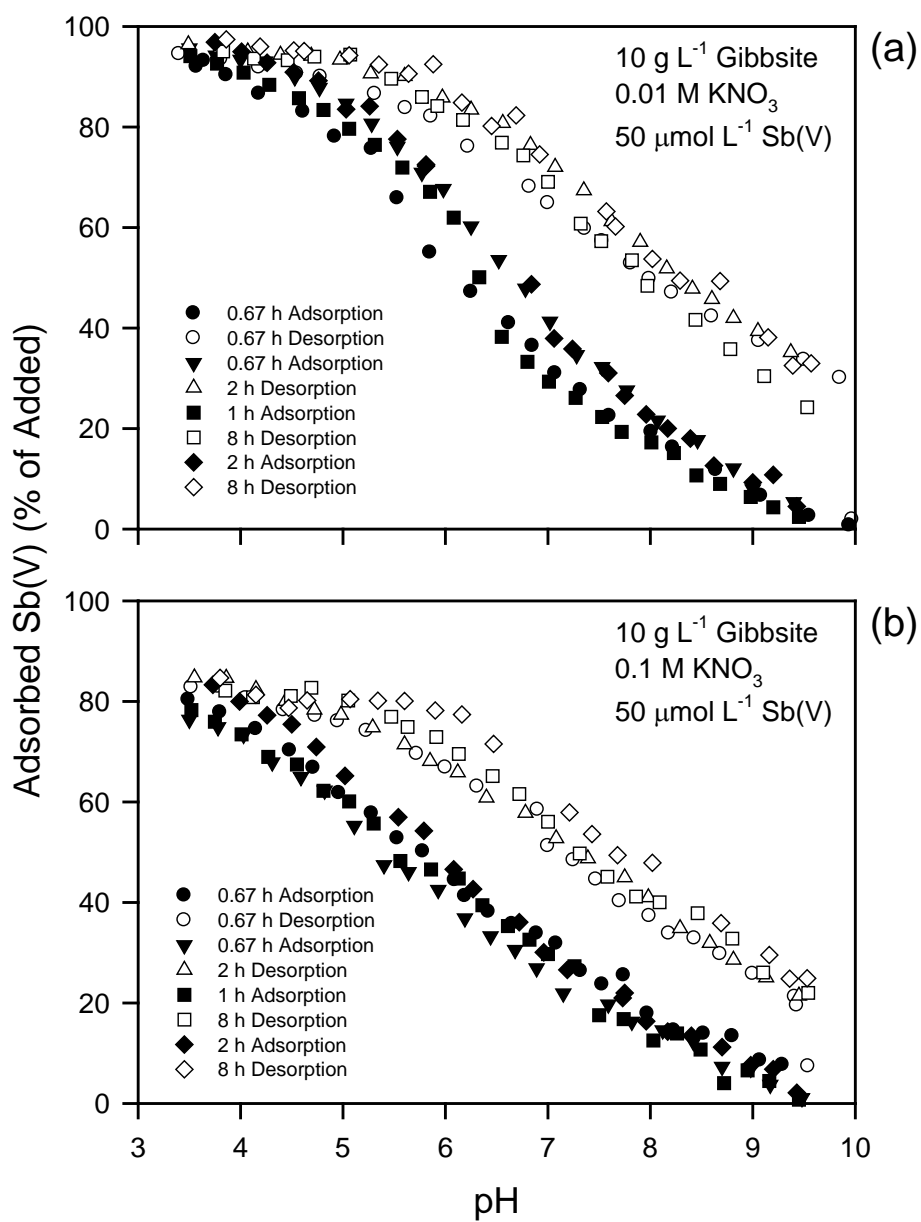 (a)
10 g L-1 Gibbsite
0.01 M KNO3
50 μmol L-1 Sb(V)
100
80
60
40
20
0
0.67 h Adsorption
0.67 h Desorption
0.67 h Adsorption
2 h Desorption
1 h Adsorption
8 h Desorption
2 h Adsorption
8 h Desorption
Adsorbed Sb(V) (% of Added)
(b)
10 g L-1 Gibbsite
0.1 M KNO3
50 μmol L-1 Sb(V)
100
80
60
40
20
0
0.67 h Adsorption
0.67 h Desorption
0.67 h Adsorption
2 h Desorption
1 h Adsorption
8 h Desorption
2 h Adsorption
8 h Desorption
3 4 5 6 7 8 9 10
pH